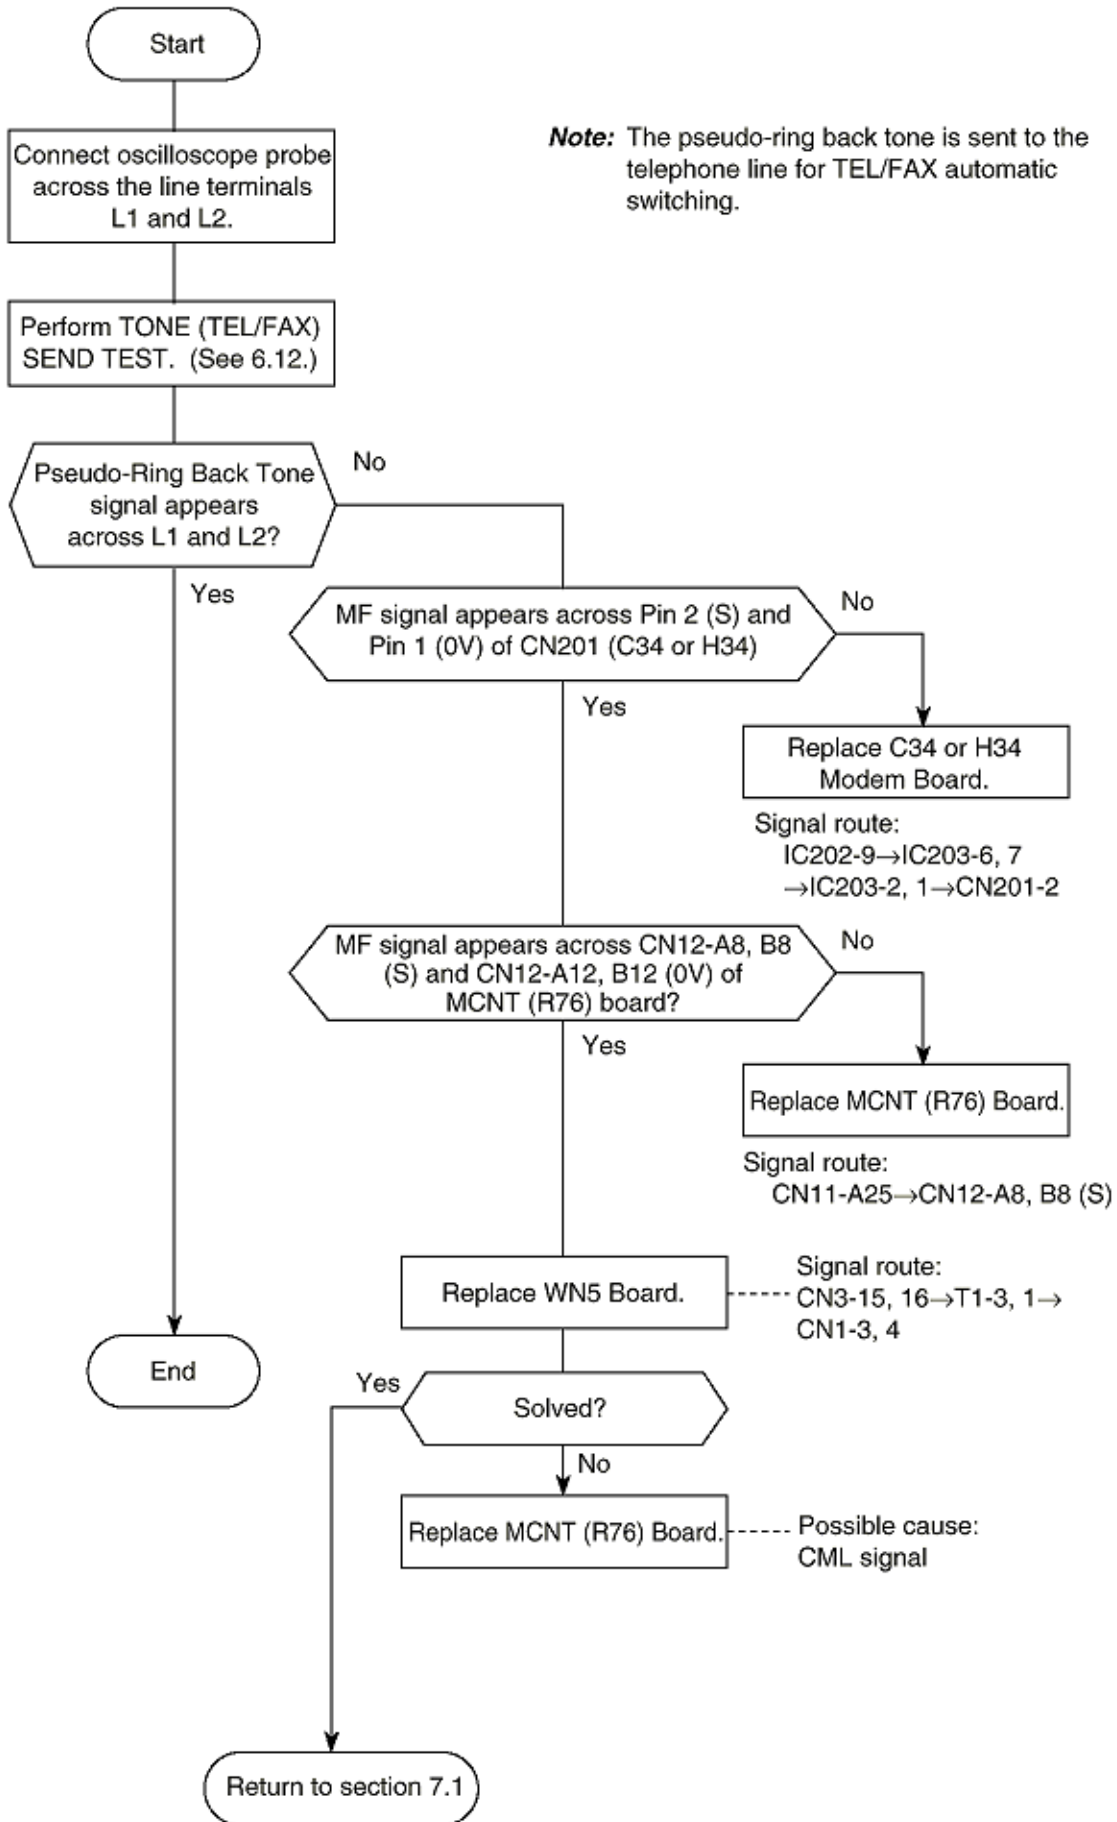 Start
Note: The pseudo-ring back tone is sent to the
telephone line for TEL/FAX automatic
switching.
Connect oscilloscope probe
across the line terminals
L1 and L2.
Perform TONE (TEL/FAX)
SEND TEST. (See 6.12.)
Pseudo-Ring Back Tone
signal appears
across L1 and L2?
No
Yes
MF signal appears across Pin 2 (S) and
Pin 1 (0V) of CN201 (C34 or H34)
No
Yes
Replace C34 or H34
Modem Board.
Signal route:
IC202-9→IC203-6, 7
→IC203-2, 1→CN201-2
MF signal appears across CN12-A8, B8
(S) and CN12-A12, B12 (0V) of
MCNT (R76) board?
No
Yes
Replace MCNT (R76) Board.
Signal route:
CN11-A25→CN12-A8, B8 (S)
Replace WN5 Board.
Signal route:
CN3-15, 16→T1-3, 1→
CN1-3, 4
End
Yes
Solved?
No
Replace MCNT (R76) Board.
Possible cause:
CML signal
Return to section 7.1